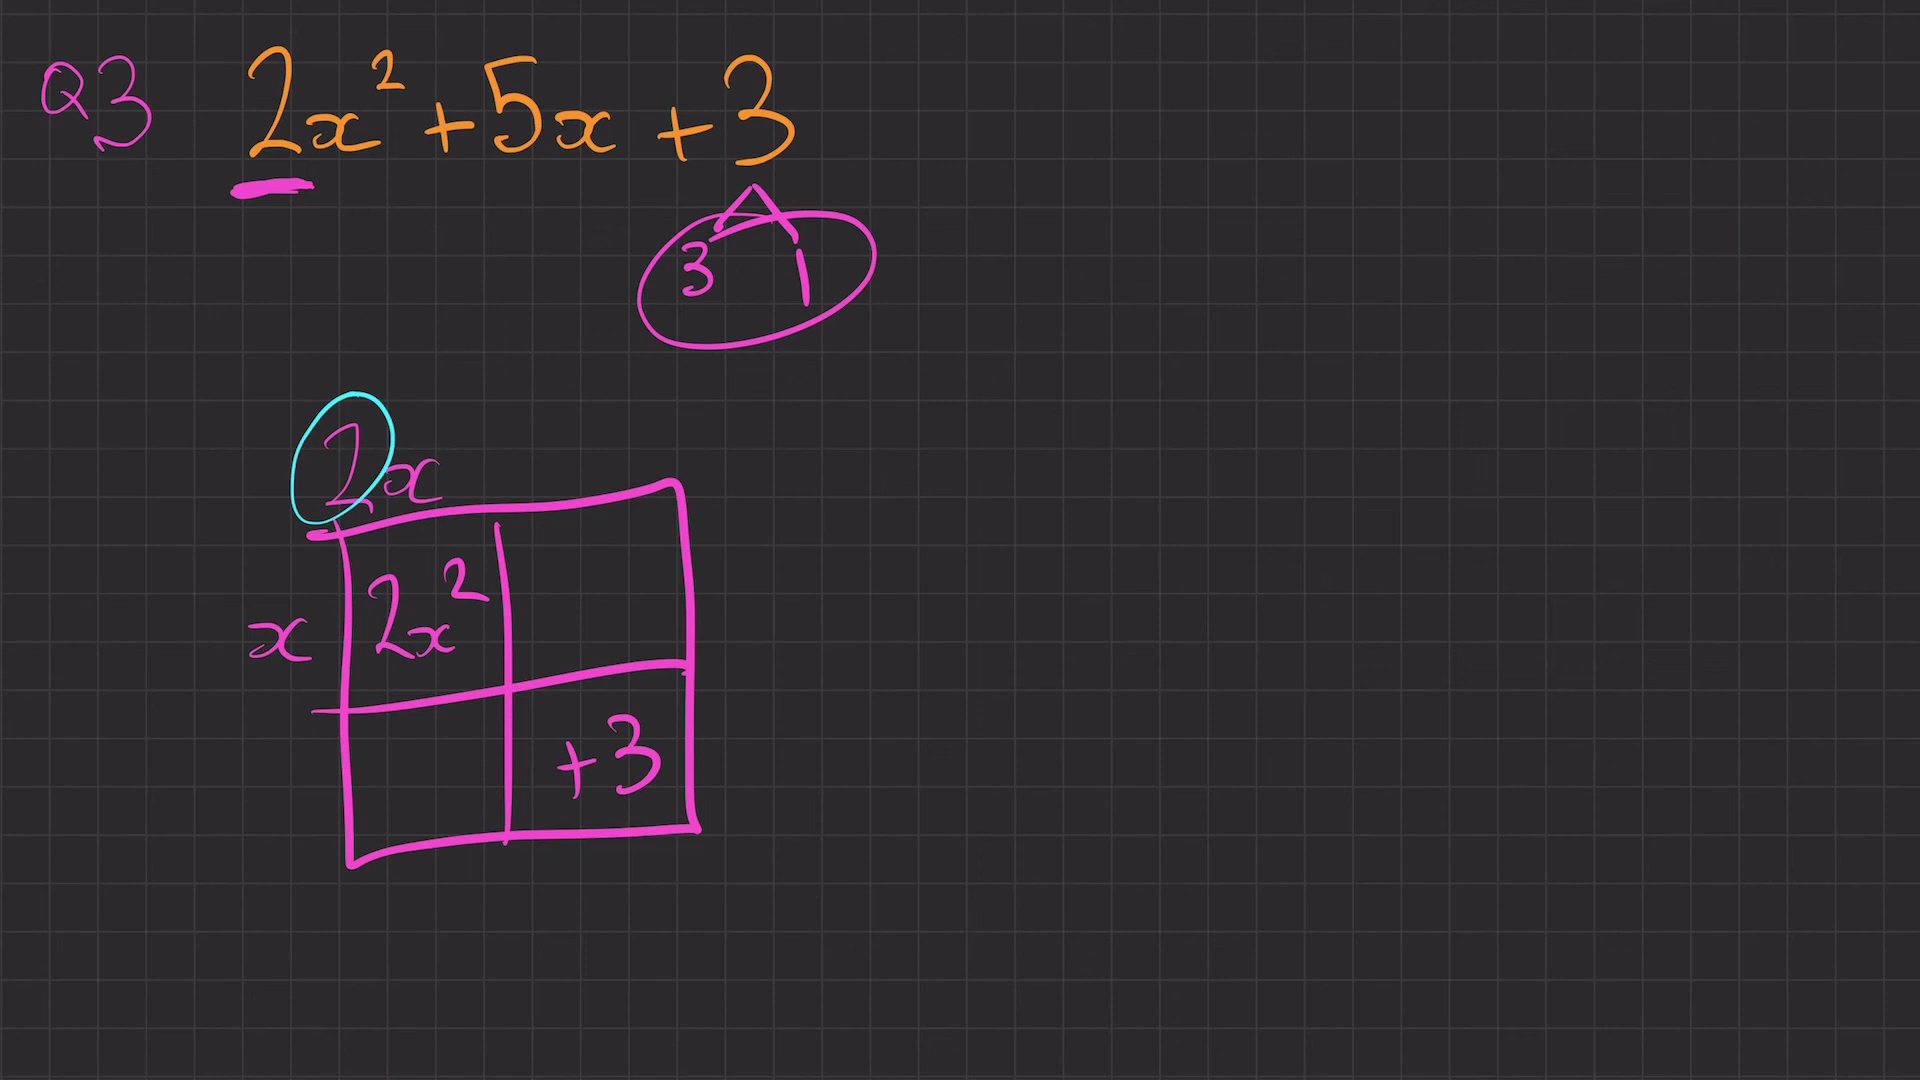 Q3 2x² + 5x + 3
3 1
2x
x 2x²
+3